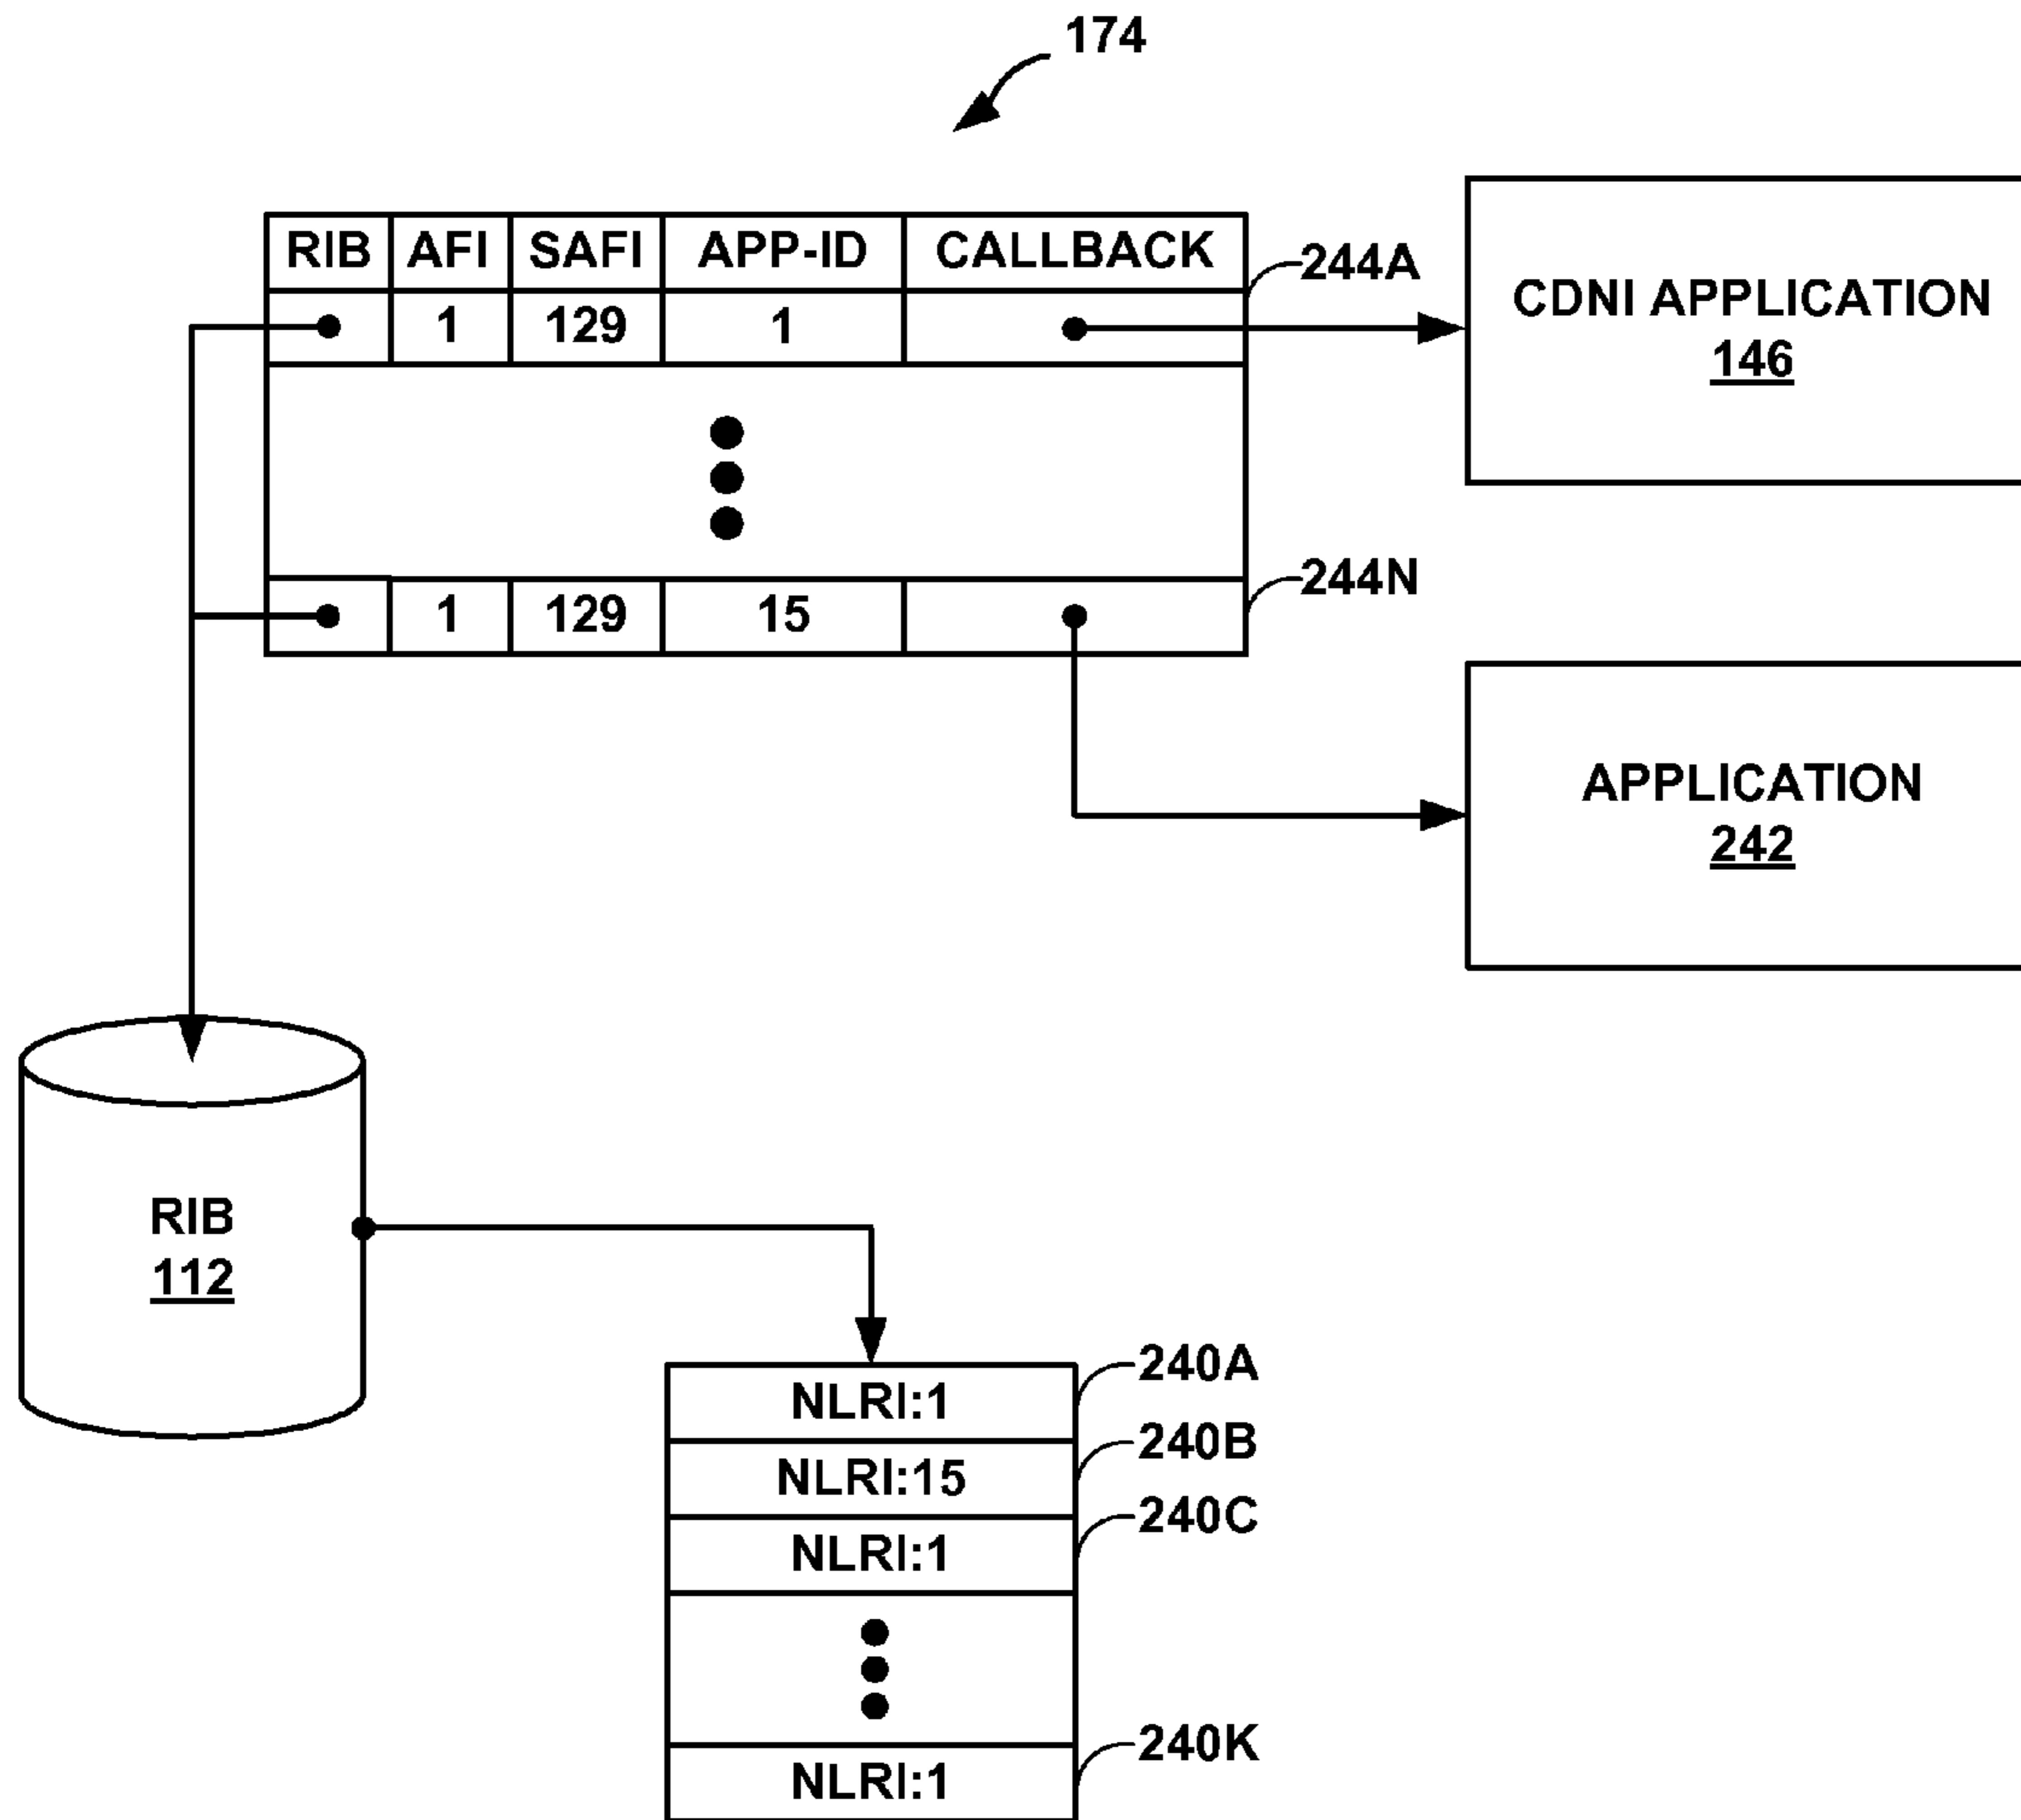 174
RIB AFI SAFI APP-ID CALLBACK
244A
1 129 1
CDNI APPLICATION
146
244N
1 129 15
APPLICATION
242
RIB
112
240A
NLRI:1
240B
NLRI:15
240C
NLRI:1
240K
NLRI:1